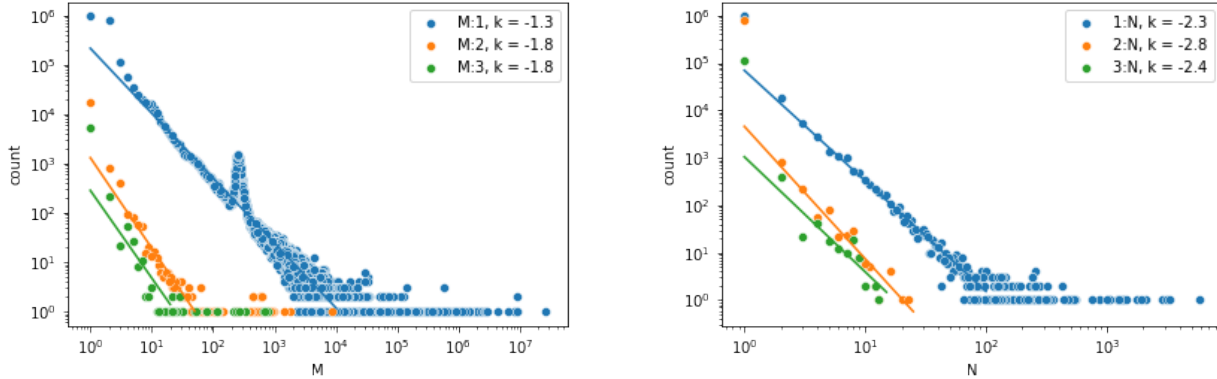 10⁶
10⁵
10⁴
10³
10²
10¹
10⁰
count
10⁰ 10¹ 10² 10³ 10⁴ 10⁵ 10⁶ 10⁷
M
M:1, k = -1.3
M:2, k = -1.8
M:3, k = -1.8
10⁶
10⁵
10⁴
10³
10²
10¹
10⁰
count
10⁰ 10¹ 10² 10³
N
1:N, k = -2.3
2:N, k = -2.8
3:N, k = -2.4